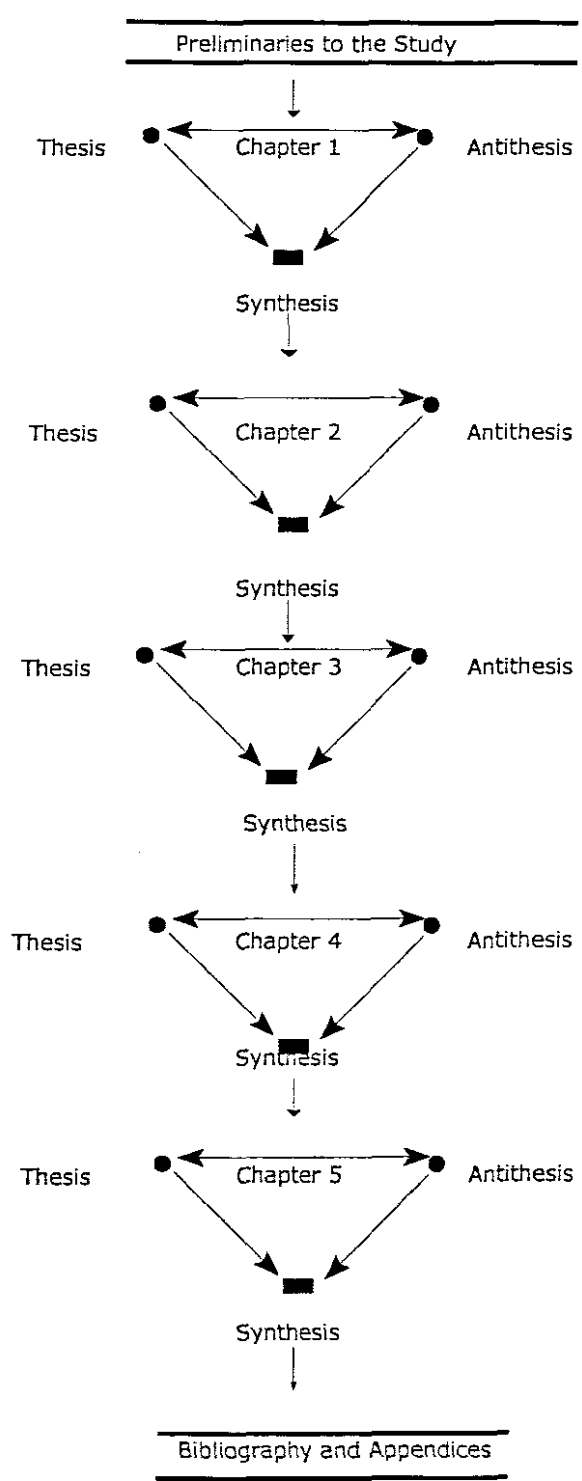 Preliminaries to the Study
Thesis Chapter 1 Antithesis
Synthesis
Thesis Chapter 2 Antithesis
Synthesis
Thesis Chapter 3 Antithesis
Synthesis
Thesis Chapter 4 Antithesis
Synthesis
Thesis Chapter 5 Antithesis
Synthesis
Bibliography and Appendices